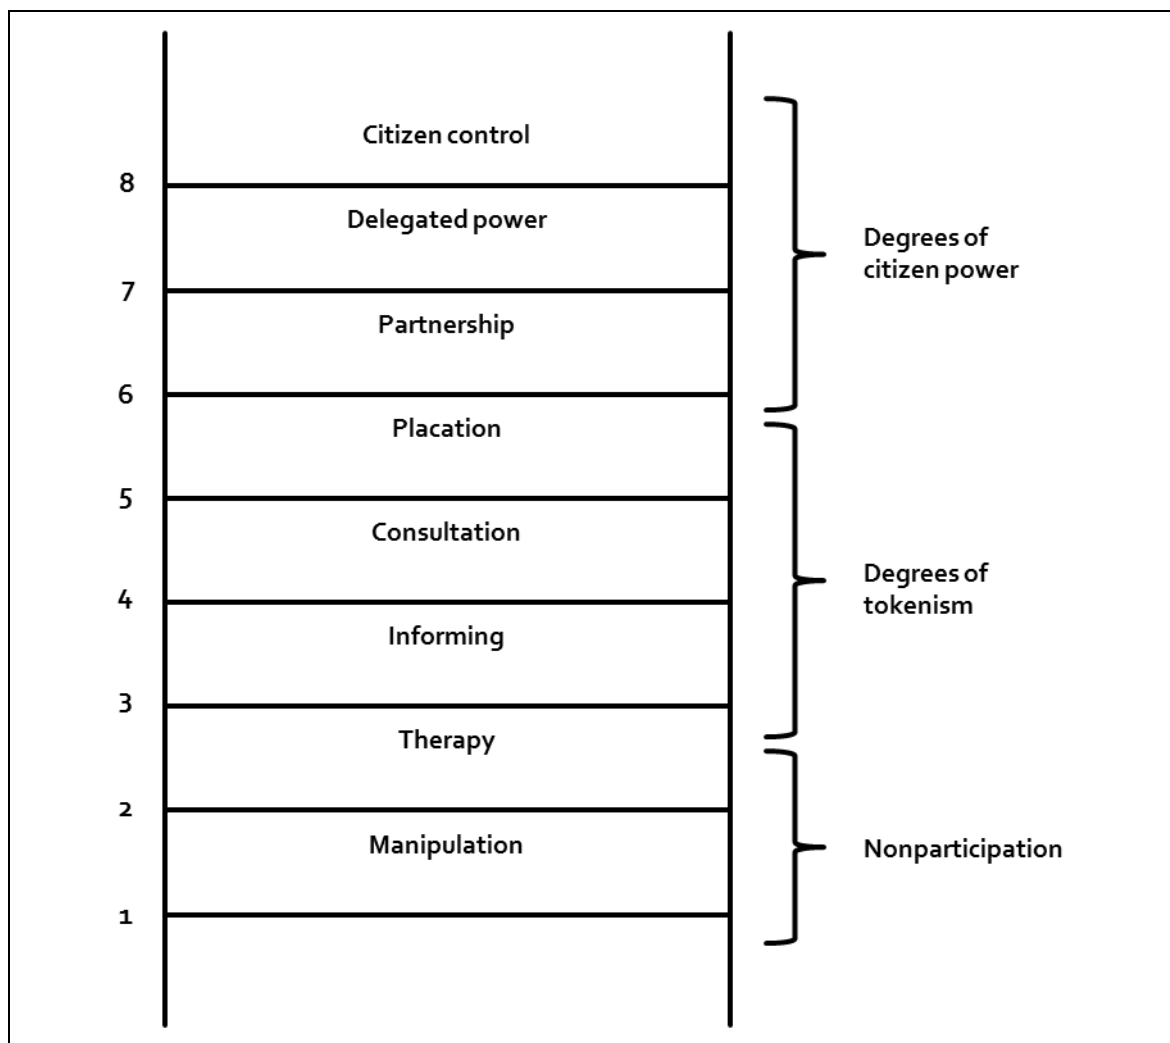 Citizen control
8
Delegated power
Degrees of
citizen power
7
Partnership
6
Placation
5
Consultation
Degrees of
tokenism
4
Informing
3
Therapy
2
Manipulation
Nonparticipation
1